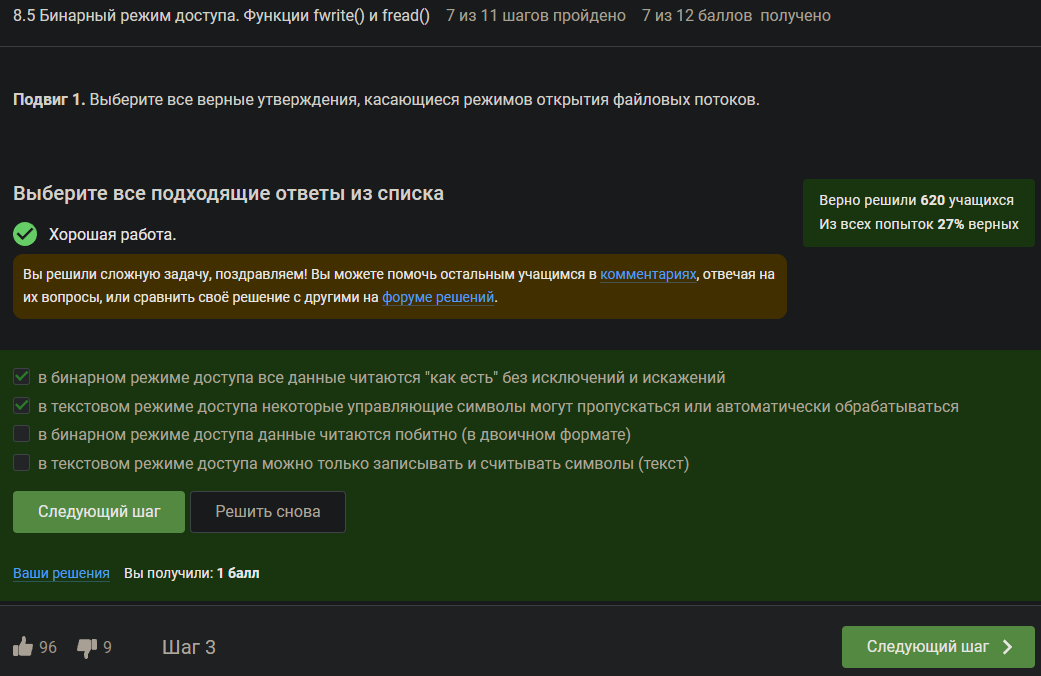 8.5 Бинарный режим доступа. Функции fwrite() и fread() 7 из 11 шагов пройдено 7 из 12 баллов получено
Подвиг 1. Выберите все верные утверждения, касающиеся режимов открытия файловых потоков.
Выберите все подходящие ответы из списка
Верно решили 620 учащихся
Из всех попыток 27% верных
Хорошая работа.
Вы решили сложную задачу, поздравляем! Вы можете помочь остальным учащимся в комментариях, отвечая на
их вопросы, или сравнить своё решение с другими на форуме решений.
в бинарном режиме доступа все данные читаются "как есть" без исключений и искажений
в текстовом режиме доступа некоторые управляющие символы могут пропускаться или автоматически обрабатываться
в бинарном режиме доступа данные читаются побитно (в двоичном формате)
в текстовом режиме доступа можно только записывать и считывать символы (текст)
Следующий шаг Решить снова
Ваши решения Вы получили: 1 балл
96 9 Шаг 3 Следующий шаг